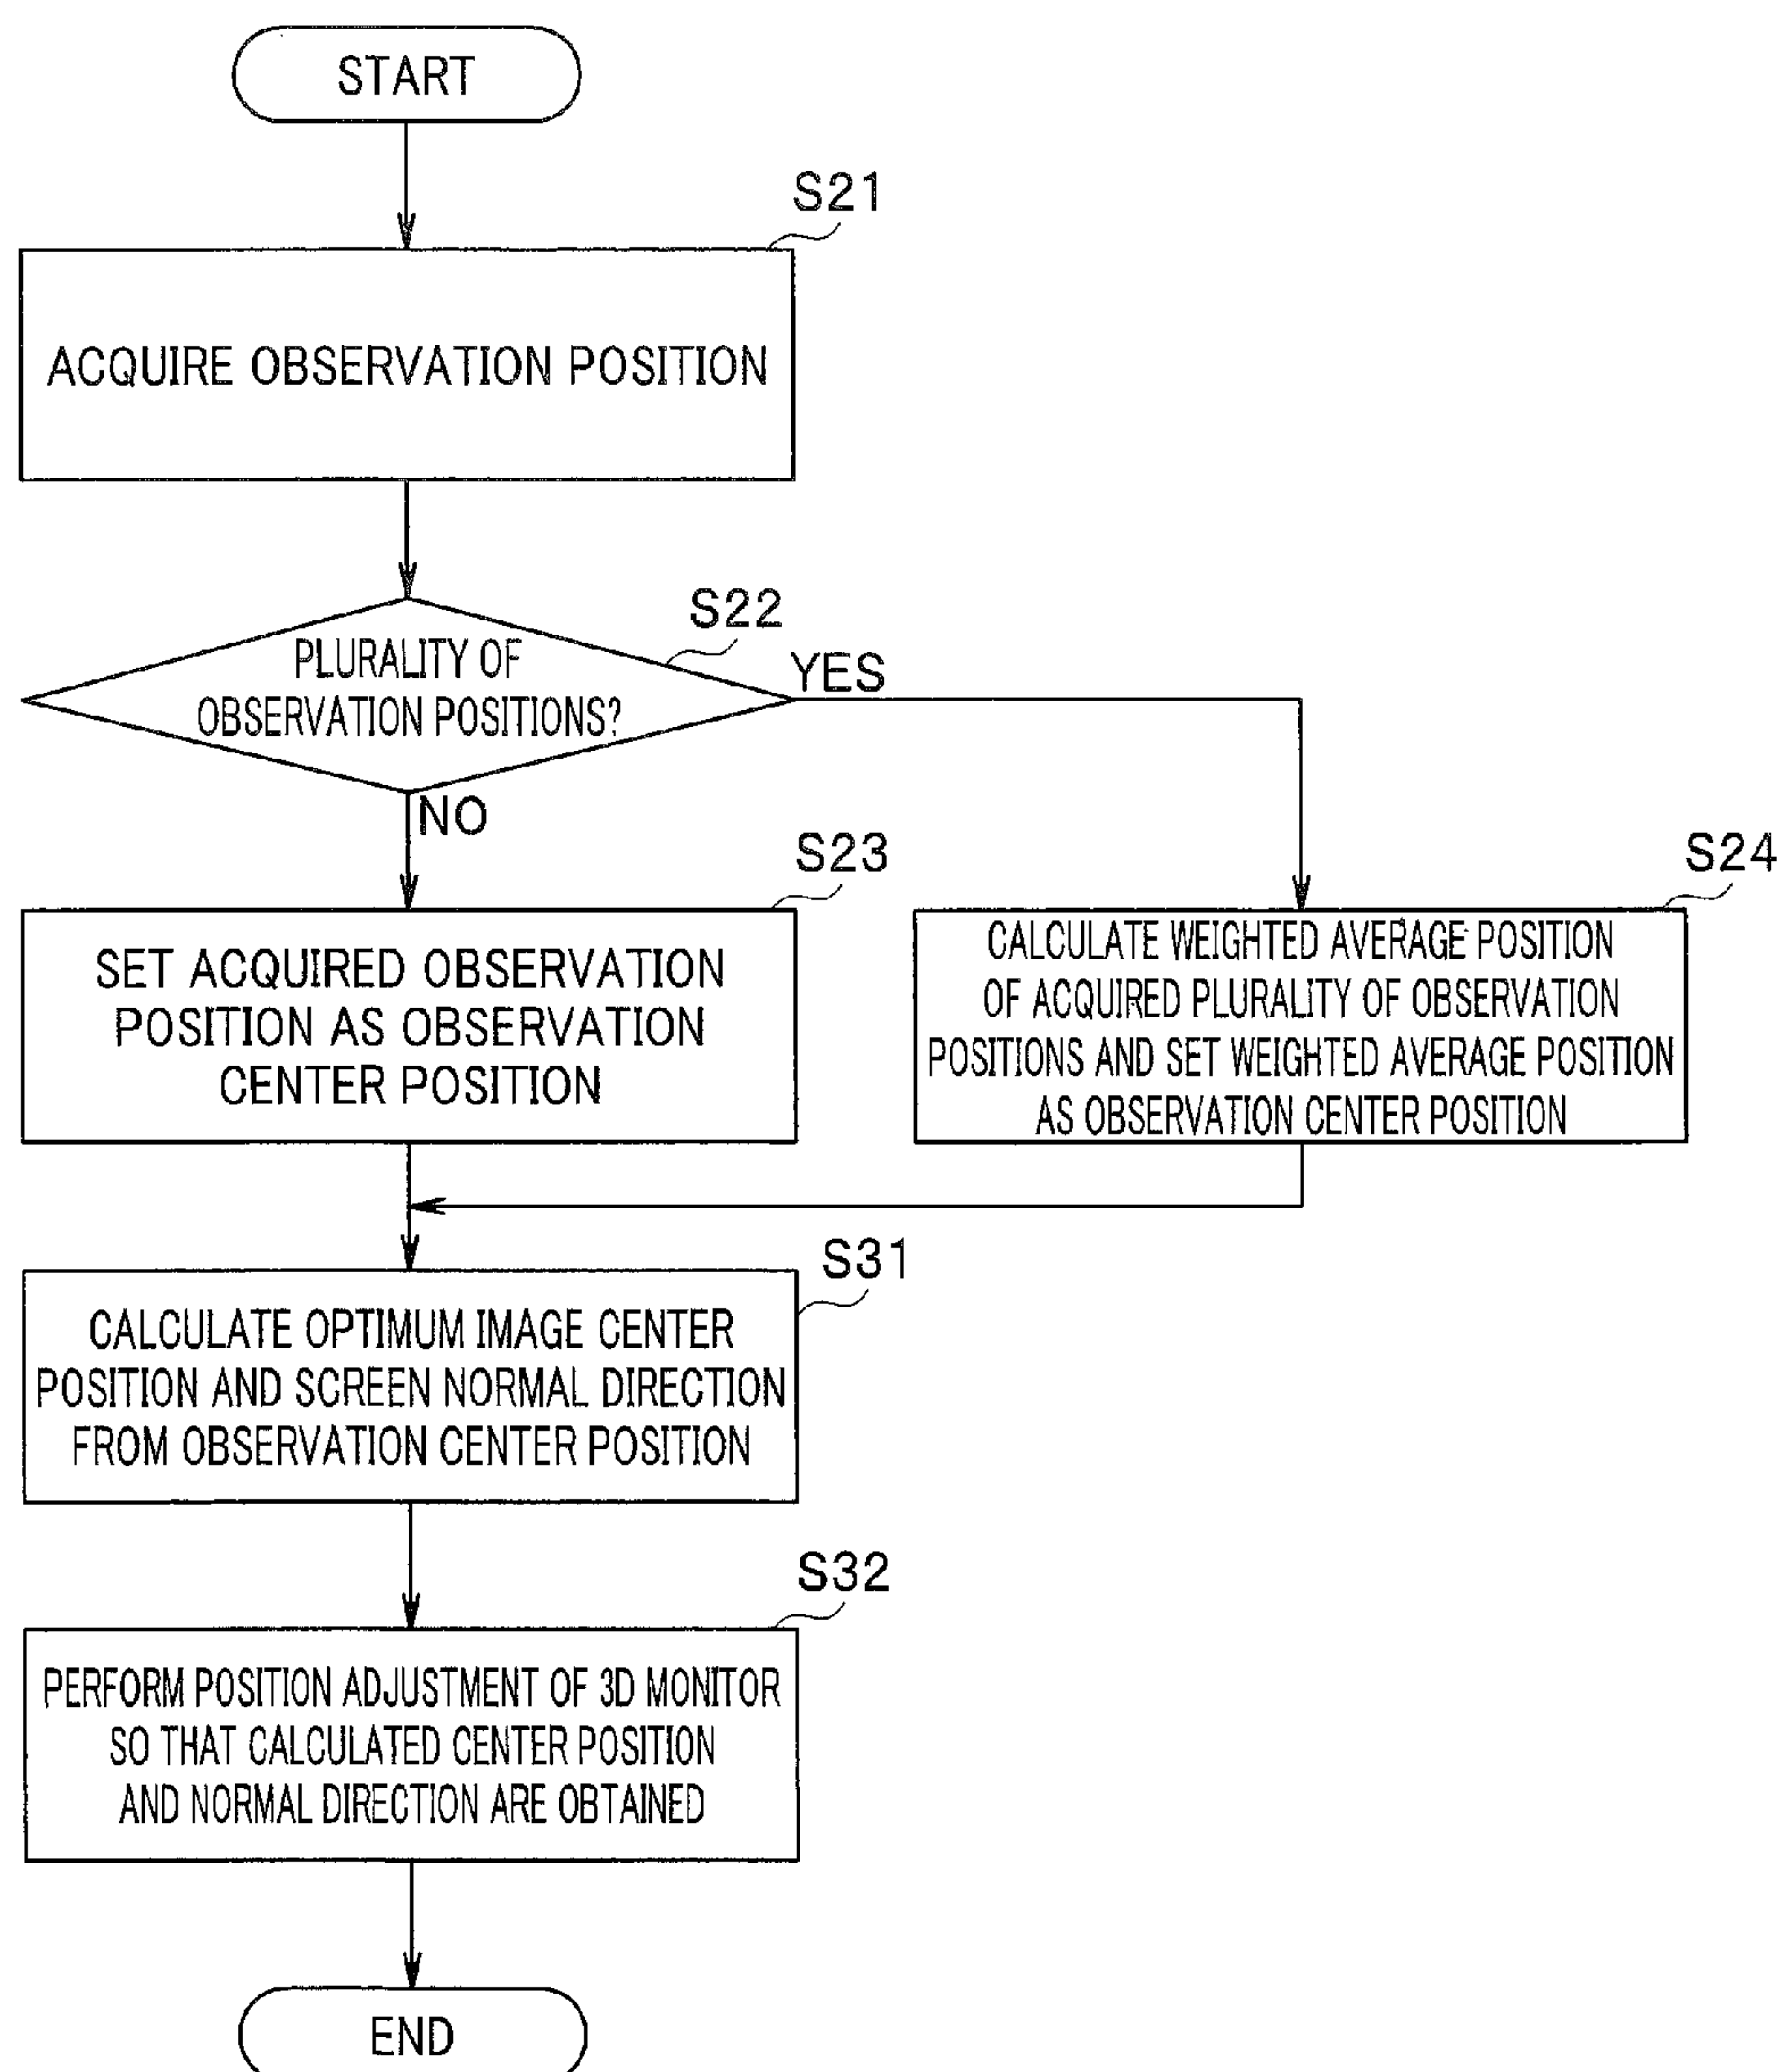 START
S21
ACQUIRE OBSERVATION POSITION
S22
PLURALITY OF
OBSERVATION POSITIONS?
YES
NO
S23
SET ACQUIRED OBSERVATION
POSITION AS OBSERVATION
CENTER POSITION
S24
CALCULATE WEIGHTED AVERAGE POSITION
OF ACQUIRED PLURALITY OF OBSERVATION
POSITIONS AND SET WEIGHTED AVERAGE POSITION
AS OBSERVATION CENTER POSITION
S31
CALCULATE OPTIMUM IMAGE CENTER
POSITION AND SCREEN NORMAL DIRECTION
FROM OBSERVATION CENTER POSITION
S32
PERFORM POSITION ADJUSTMENT OF 3D MONITOR
SO THAT CALCULATED CENTER POSITION
AND NORMAL DIRECTION ARE OBTAINED
END